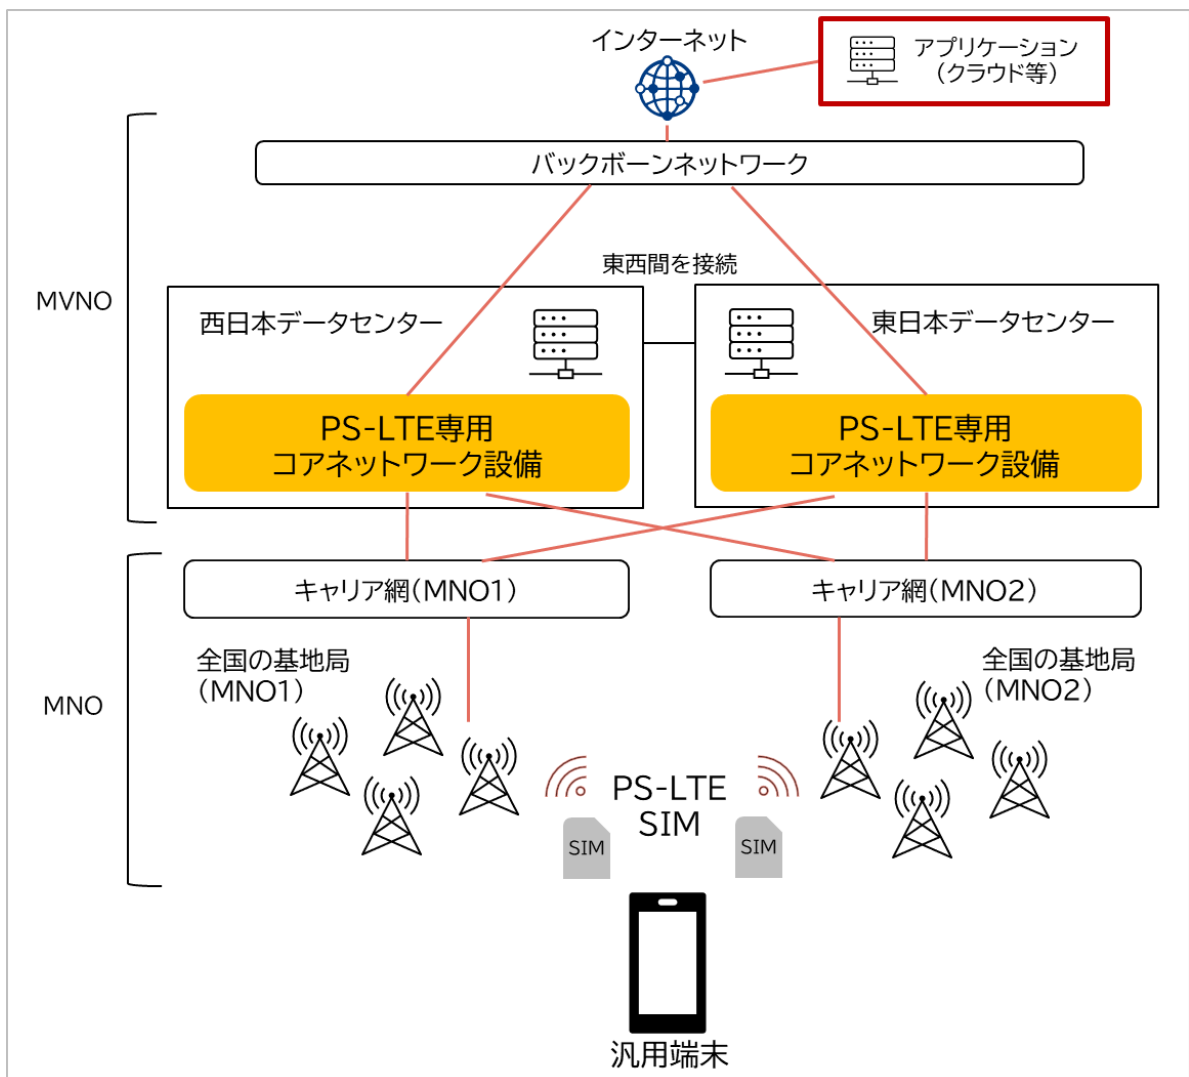 インターネット
アプリケーション
（クラウド等）
バックボーンネットワーク
東西間を接続
MVNO
西日本データセンター
東日本データセンター
PS-LTE専用
コアネットワーク設備
PS-LTE専用
コアネットワーク設備
キャリア網（MNO1）
キャリア網（MNO2）
全国の基地局
（MNO1）
全国の基地局
（MNO2）
MNO
PS-LTE
SIM
SIM
SIM
汎用端末